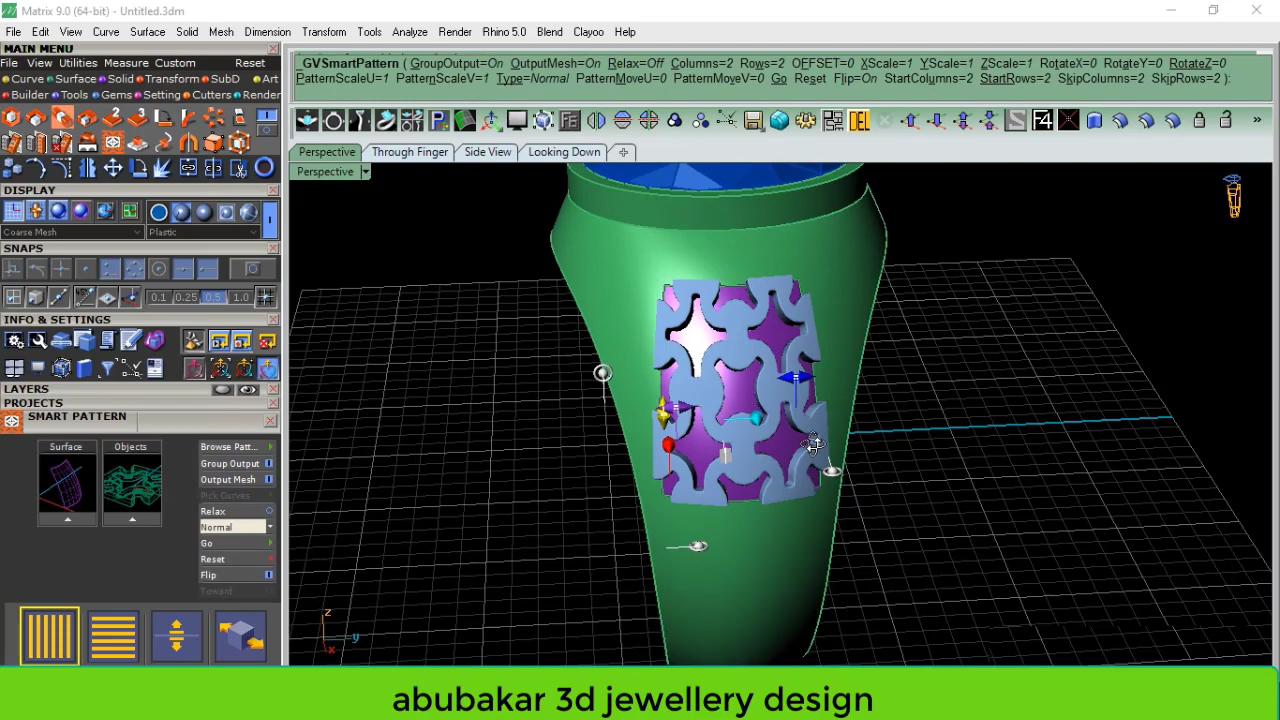 Matrix 9.0 (64-bit) - Untitled.3dm
File Edit View Curve Surface Solid Mesh Dimension Transform Tools Analyze Render Rhino 5.0 Blend Clayoo Help
MAIN MENU
File View Utilities Measure Custom Reset
Curve Surface Solid Transform SubD Art
Builder Tools Gems Setting Cutters Render
_GVSmartPattern ( GroupOutput=On OutputMesh=On Relax=Off Columns=2 Rows=2 OFFSET=0 XScale=1 YScale=1 ZScale=1 RotateX=0 RotateY=0 RotateZ=0
PatternScaleU=1 PatternScaleV=1 Type=Normal PatternMoveU=0 PatternMoveV=0 Go Reset Flip=On StartColumns=2 StartRows=2 SkipColumns=2 SkipRows=2 ):
DEL F4
Perspective Through Finger Side View Looking Down
Perspective
DISPLAY
Coarse Mesh Plastic
SNAPS
0.1 0.25 0.5 1.0
INFO & SETTINGS
LAYERS
PROJECTS
SMART PATTERN
Surface Objects
Browse Patt...
Group Output
Output Mesh
Pick Curves
Relax
Normal
Go
Reset
Flip
Toward
z
y
x
abubakar 3d jewellery design